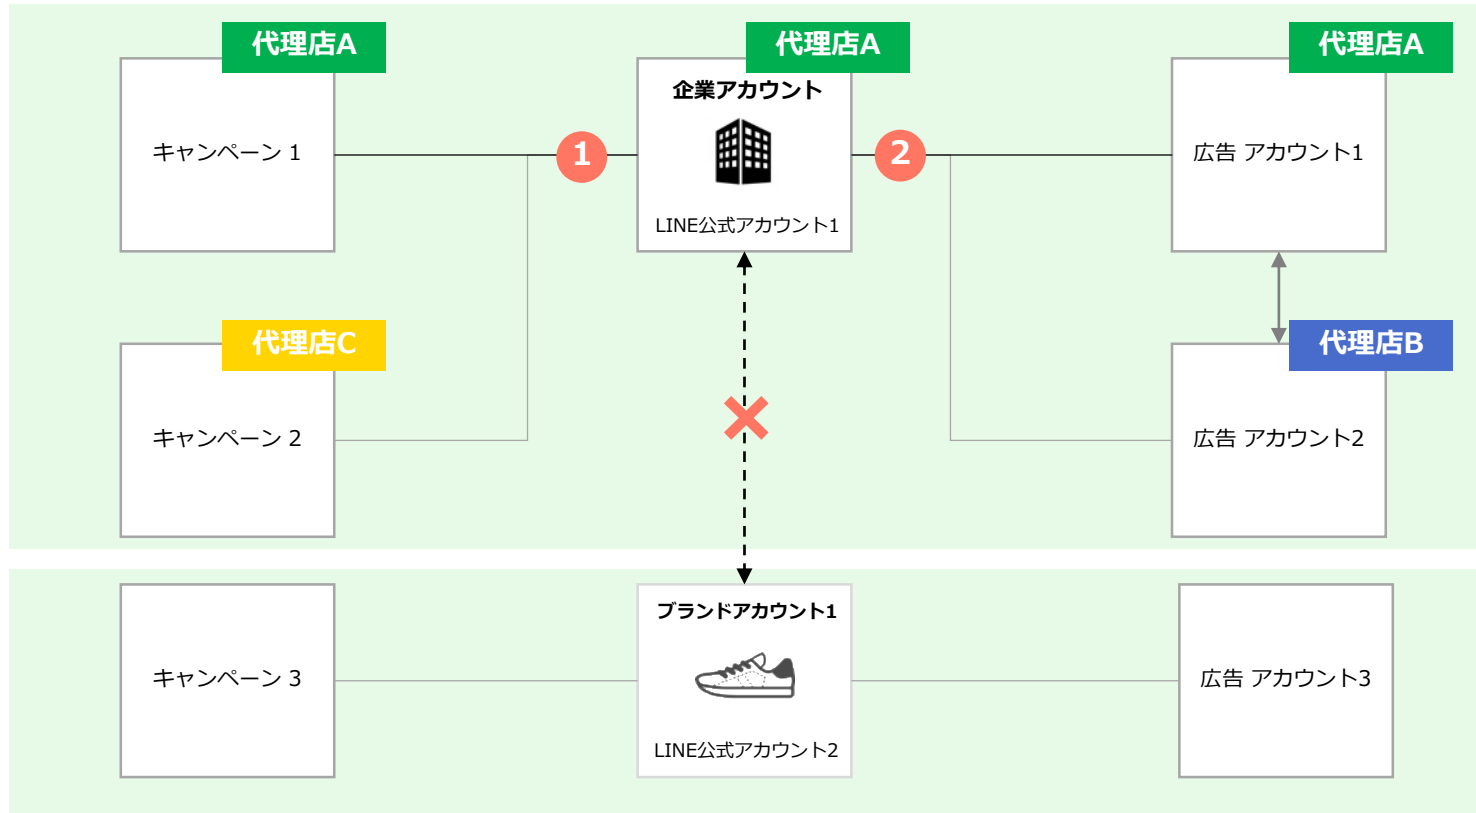 代理店A
代理店A
代理店A
企業アカウント
キャンペーン 1
1
2
広告 アカウント1
LINE公式アカウント1
代理店C
代理店B
キャンペーン 2
広告 アカウント2
ブランドアカウント1
キャンペーン 3
広告 アカウント3
LINE公式アカウント2